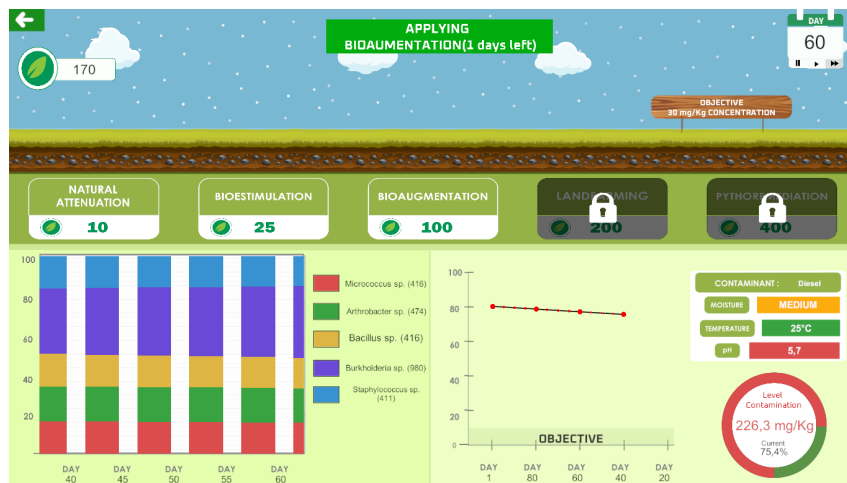 APPLYING
BIOAUMENTATION(1 days left)
DAY
60
170
OBJECTIVE
30 mg/Kg CONCENTRATION
NATURAL
ATTENUATION
10
BIOESTIMULATION
25
BIOAUGMENTATION
100
LANDFARMING
200
PYTHOREMEDIATION
400
100
80
60
40
20
DAY
40
DAY
45
DAY
50
DAY
55
DAY
60
Micrococcus sp. (416)
Arthrobacter sp. (474)
Bacillus sp. (416)
Burkholderia sp. (980)
Staphylococcus sp.
(411)
100
80
60
40
20
0
OBJECTIVE
DAY
1
DAY
80
DAY
60
DAY
40
DAY
20
CONTAMINANT : Diesel
MOISTURE MEDIUM
TEMPERATURE 25°C
pH 5,7
Level
Contamination
226,3 mg/Kg
Current
75,4%